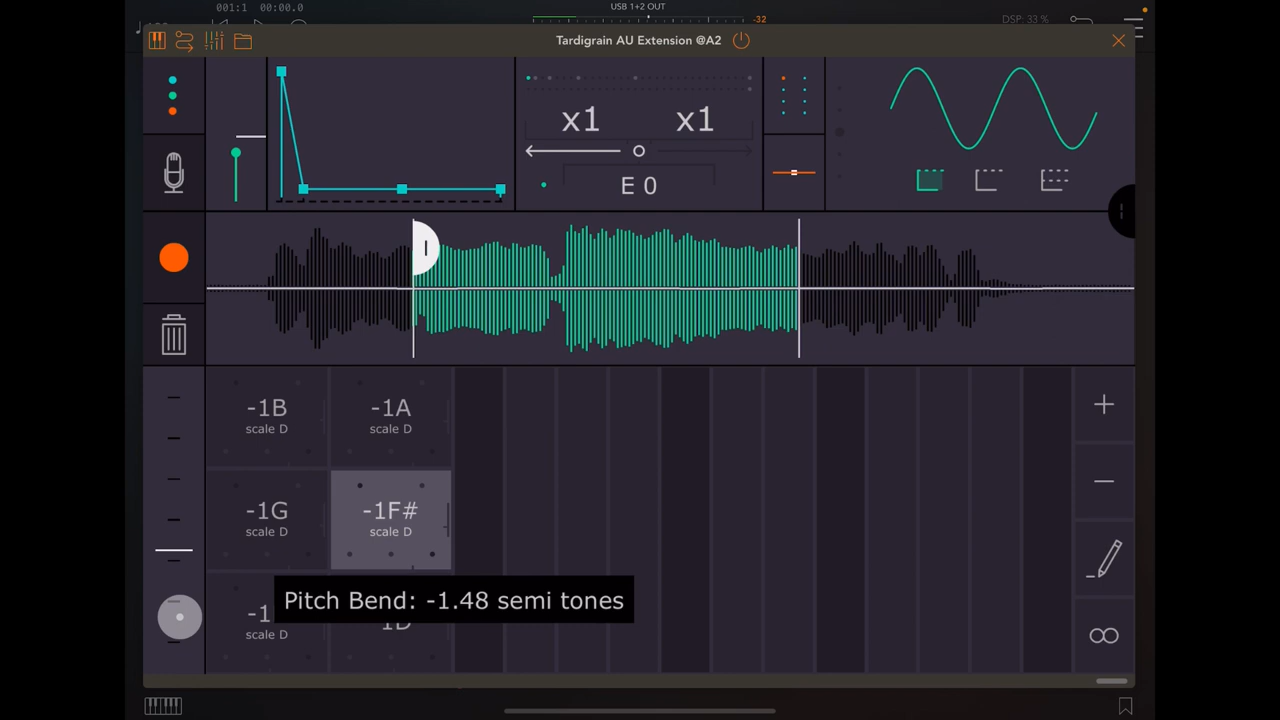 001:1 00:00.0
USB 1+2 OUT
-32
DSP: 33 %
Tardigrain AU Extension @A2
x1 x1
E 0
-1B
scale D
-1A
scale D
-1G
scale D
-1F#
scale D
Pitch Bend: -1.48 semi tones
scale D
scale D